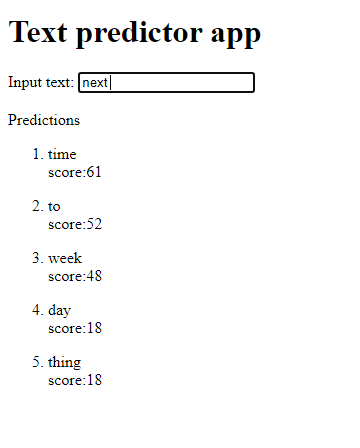 Text predictor app
Input text: next
Predictions
1. time
score:61
2. to
score:52
3. week
score:48
4. day
score:18
5. thing
score:18